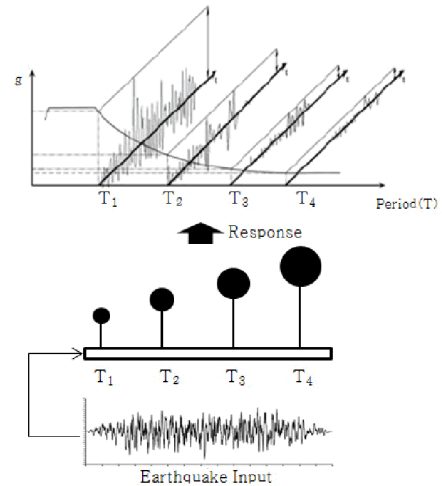 g
t t t t
T1 T2 T3 T4
Period(T)
Response
T1 T2 T3 T4
Earthquake Input